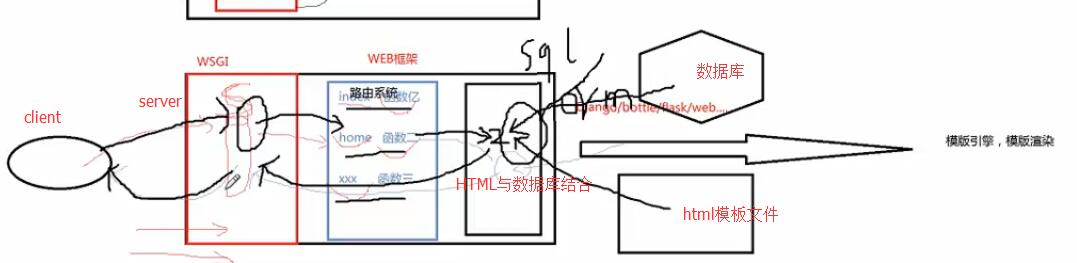 WSGI
WEB框架
sql
数据库
路由系统
index 函数亿
server
orm
django/bottle/flask/web....
client
home 函数二
模版引擎，模版渲染
xxx 函数三
HTML与数据库结合
html模板文件